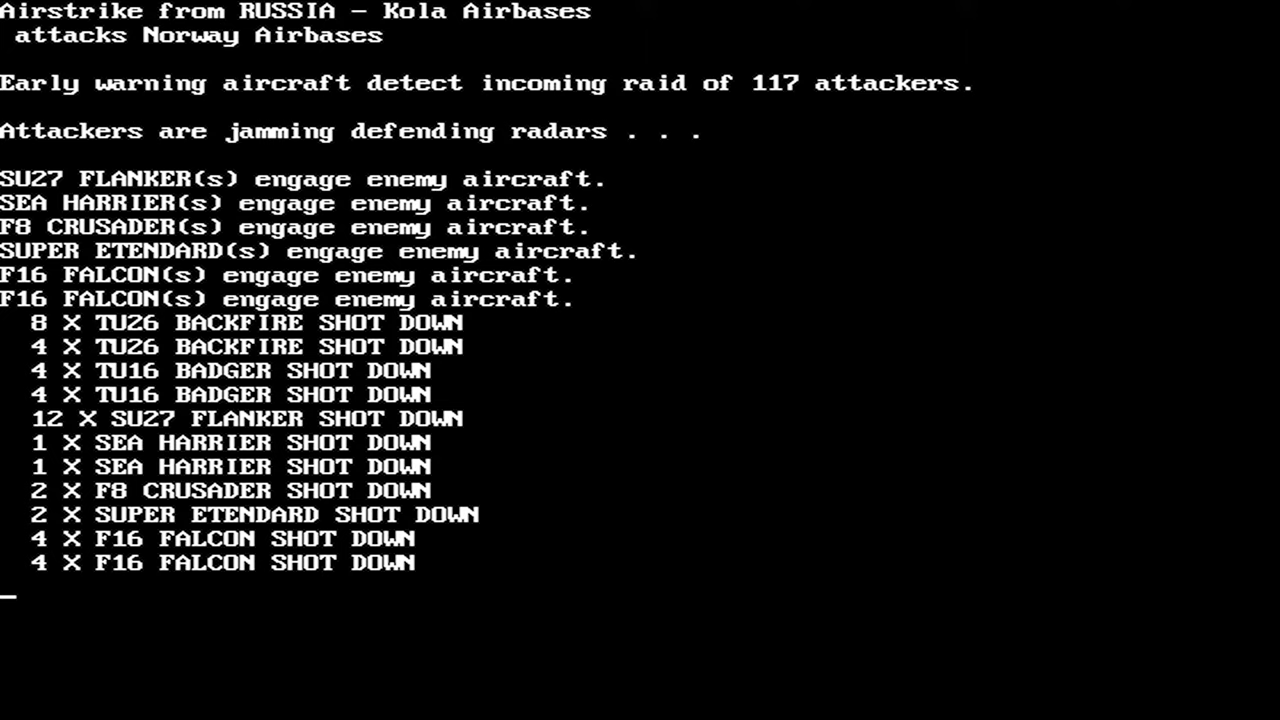 Airstrike from RUSSIA – Kola Airbases
attacks Norway Airbases
Early warning aircraft detect incoming raid of 117 attackers.
Attackers are jamming defending radars . . .
SU27 FLANKER(s) engage enemy aircraft.
SEA HARRIER(s) engage enemy aircraft.
F8 CRUSADER(s) engage enemy aircraft.
SUPER ETENDARD(s) engage enemy aircraft.
F16 FALCON(s) engage enemy aircraft.
F16 FALCON(s) engage enemy aircraft.
8 X TU26 BACKFIRE SHOT DOWN
4 X TU26 BACKFIRE SHOT DOWN
4 X TU16 BADGER SHOT DOWN
4 X TU16 BADGER SHOT DOWN
12 X SU27 FLANKER SHOT DOWN
1 X SEA HARRIER SHOT DOWN
1 X SEA HARRIER SHOT DOWN
2 X F8 CRUSADER SHOT DOWN
2 X SUPER ETENDARD SHOT DOWN
4 X F16 FALCON SHOT DOWN
4 X F16 FALCON SHOT DOWN